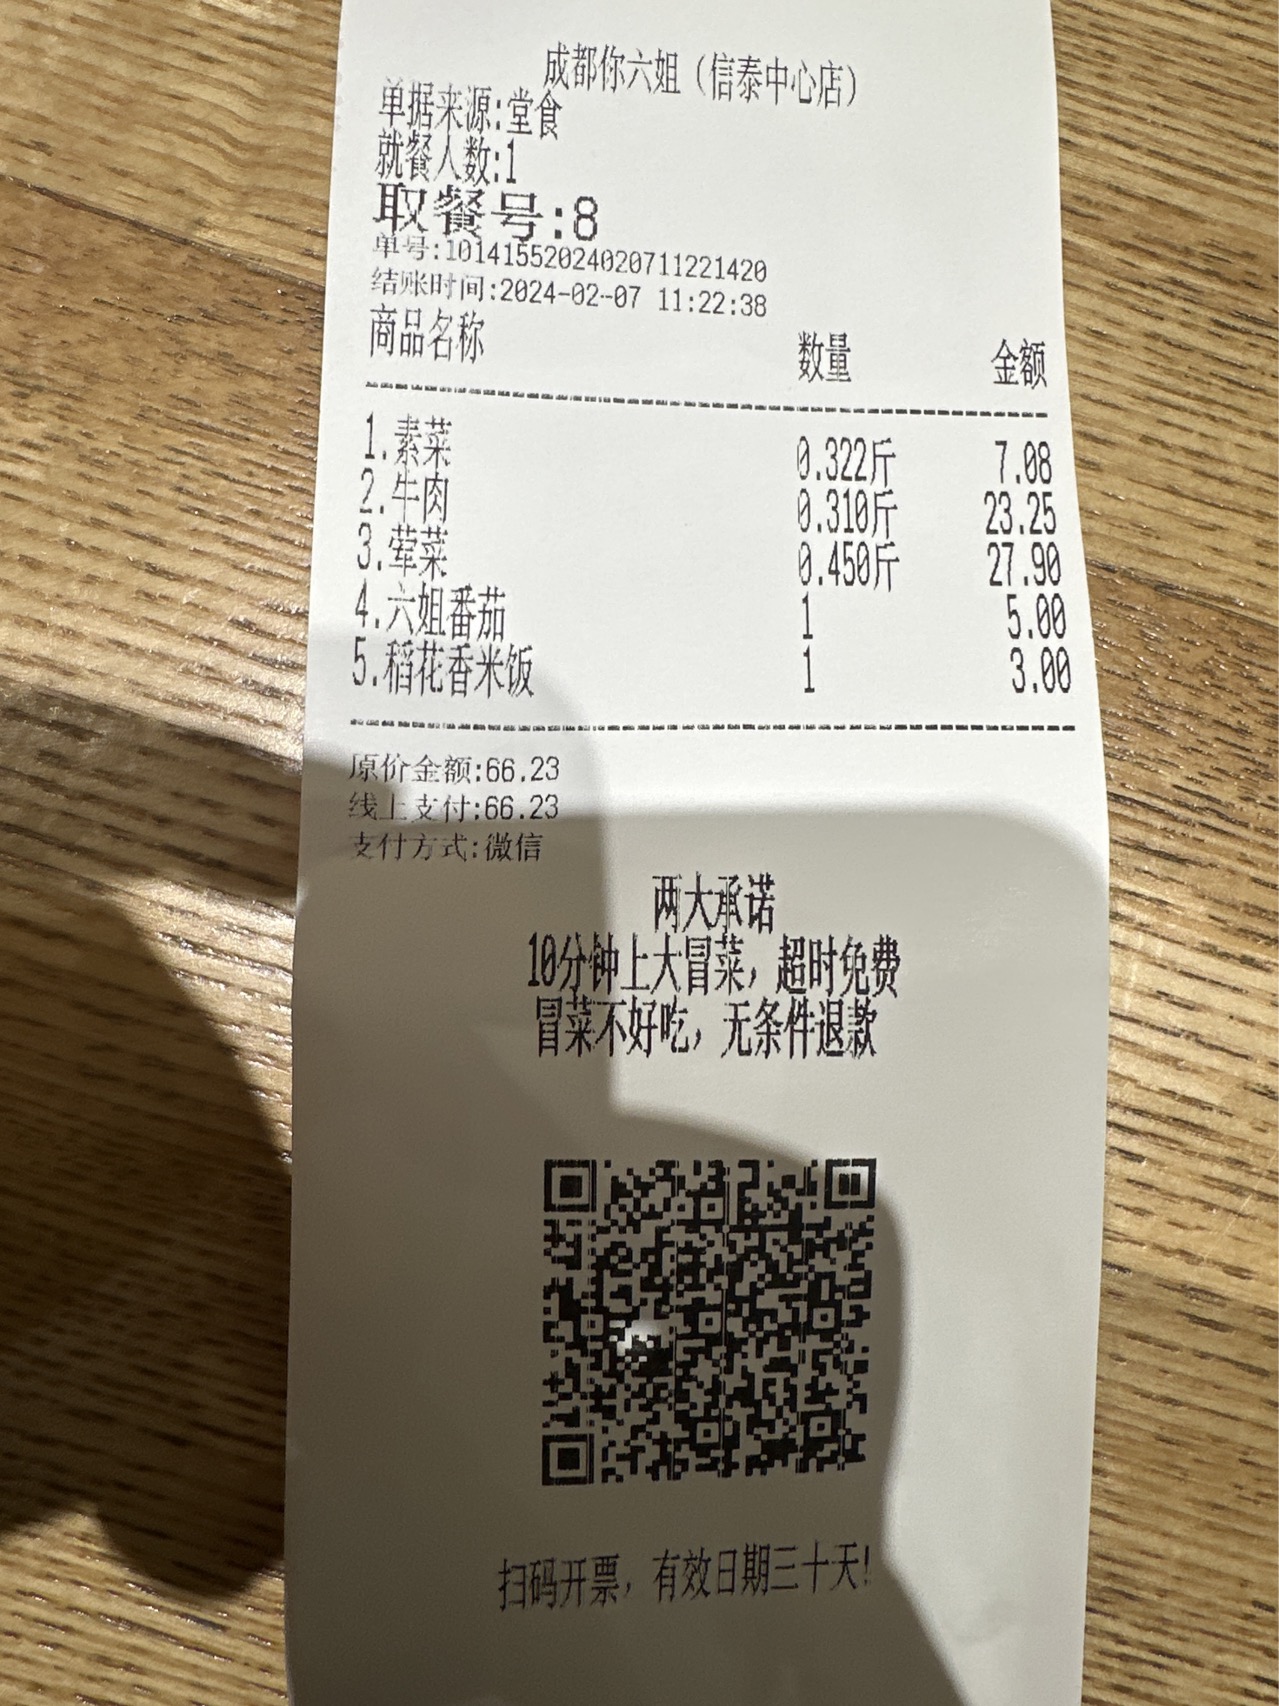 成都你六姐（信泰中心店）
单据来源:堂食
就餐人数:1
取餐号:8
单号:10141552024020711221420
结账时间:2024-02-07 11:22:38
商品名称 数量 金额
1.素菜 0.322斤 7.08
2.牛肉 0.310斤 23.25
3.荤菜 0.450斤 27.90
4.六姐番茄 1 5.00
5.稻花香米饭 1 3.00
原价金额:66.23
线上支付:66.23
支付方式:微信
两大承诺
10分钟上大冒菜，超时免费
冒菜不好吃，无条件退款
扫码开票，有效日期三十天!